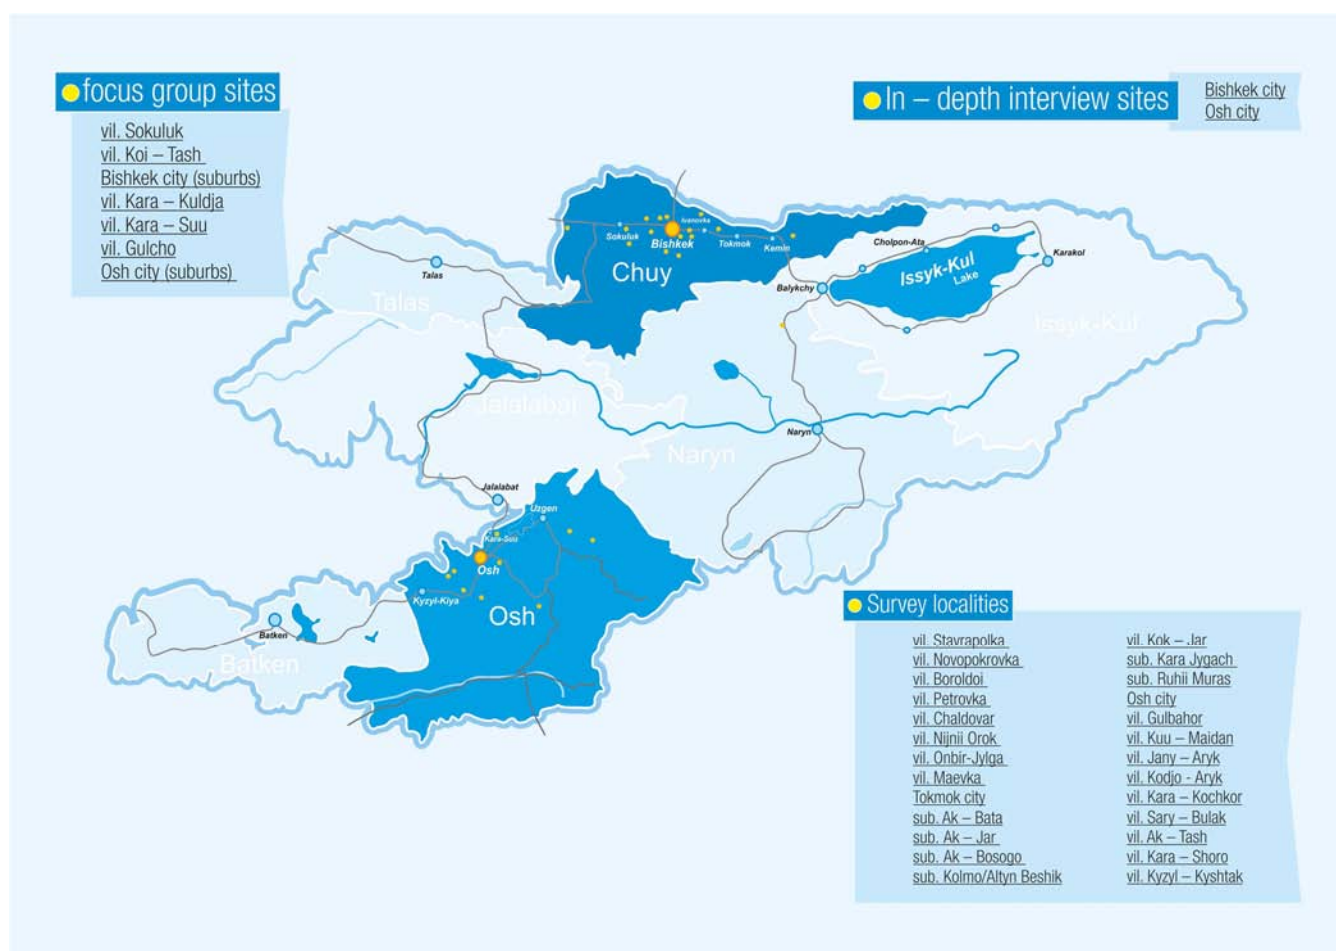 focus group sites
vil. Sokuluk
vil. Koi – Tash
Bishkek city (suburbs)
vil. Kara – Kuldja
vil. Kara – Suu
vil. Gulcho
Osh city (suburbs)
In – depth interview sites
Bishkek city
Osh city
Ivanovka
Sokuluk
Bishkek
Tokmok
Kemin
Chuy
Cholpon-Ata
Karakol
Issyk-Kul
Lake
Balykchy
Talas
Talas
Issyk-Kul
Jalalabat
Naryn
Naryn
Jalalabat
Uzgen
Kara-Suu
Osh
Kyzyl-Kiya
Osh
Batken
Batken
Survey localities
vil. Stavrapolka
vil. Novopokrovka
vil. Boroldoi
vil. Petrovka
vil. Chaldovar
vil. Nijnii Orok
vil. Onbir-Jylga
vil. Maevka
Tokmok city
sub. Ak – Bata
sub. Ak – Jar
sub. Ak – Bosogo
sub. Kolmo/Altyn Beshik
vil. Kok – Jar
sub. Kara Jygach
sub. Ruhii Muras
Osh city
vil. Gulbahor
vil. Kuu – Maidan
vil. Jany – Aryk
vil. Kodjo - Aryk
vil. Kara – Kochkor
vil. Sary – Bulak
vil. Ak – Tash
vil. Kara – Shoro
vil. Kyzyl – Kyshtak